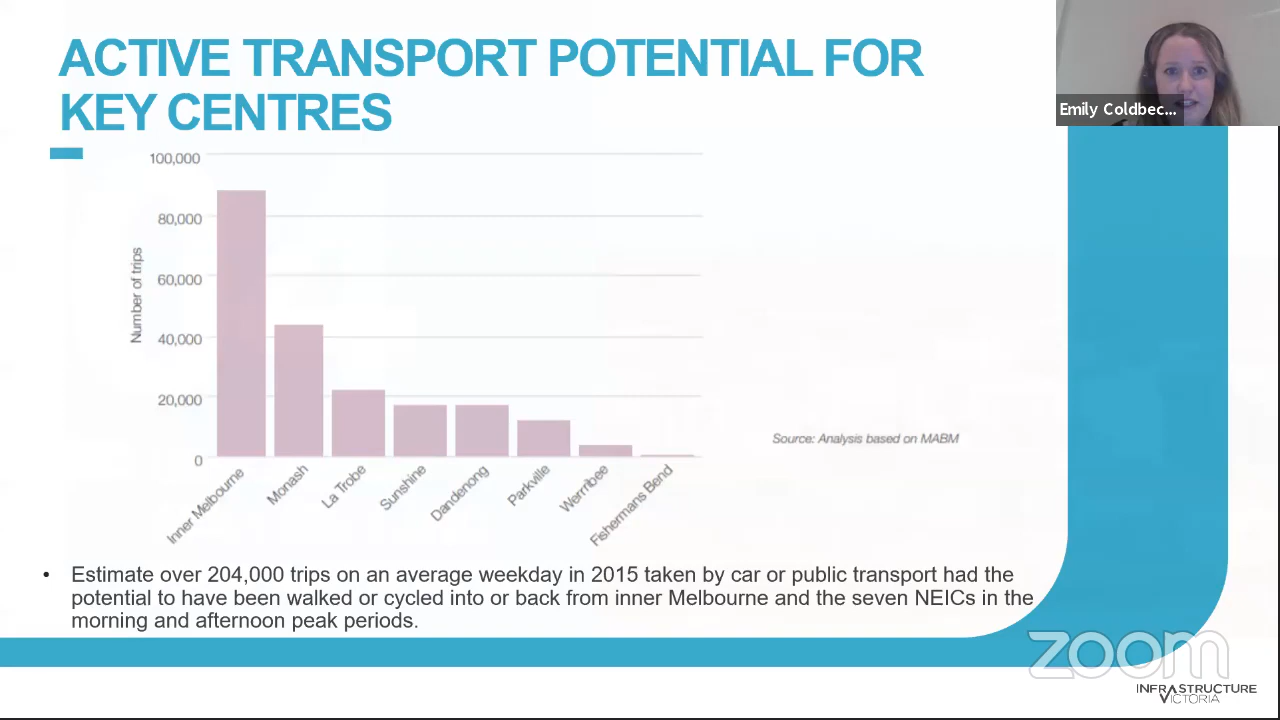 ACTIVE TRANSPORT POTENTIAL FOR
KEY CENTRES
Emily Coldbec...
100,000
80,000
60,000
40,000
20,000
0
Number of trips
Inner Melbourne
Monash
La Trobe
Sunshine
Dandenong
Parkville
Werrribee
Fishermans Bend
Source: Analysis based on MABM
• Estimate over 204,000 trips on an average weekday in 2015 taken by car or public transport had the
potential to have been walked or cycled into or back from inner Melbourne and the seven NEICs in the
morning and afternoon peak periods.
zoom
INFRASTRUCTURE
VICTORIA